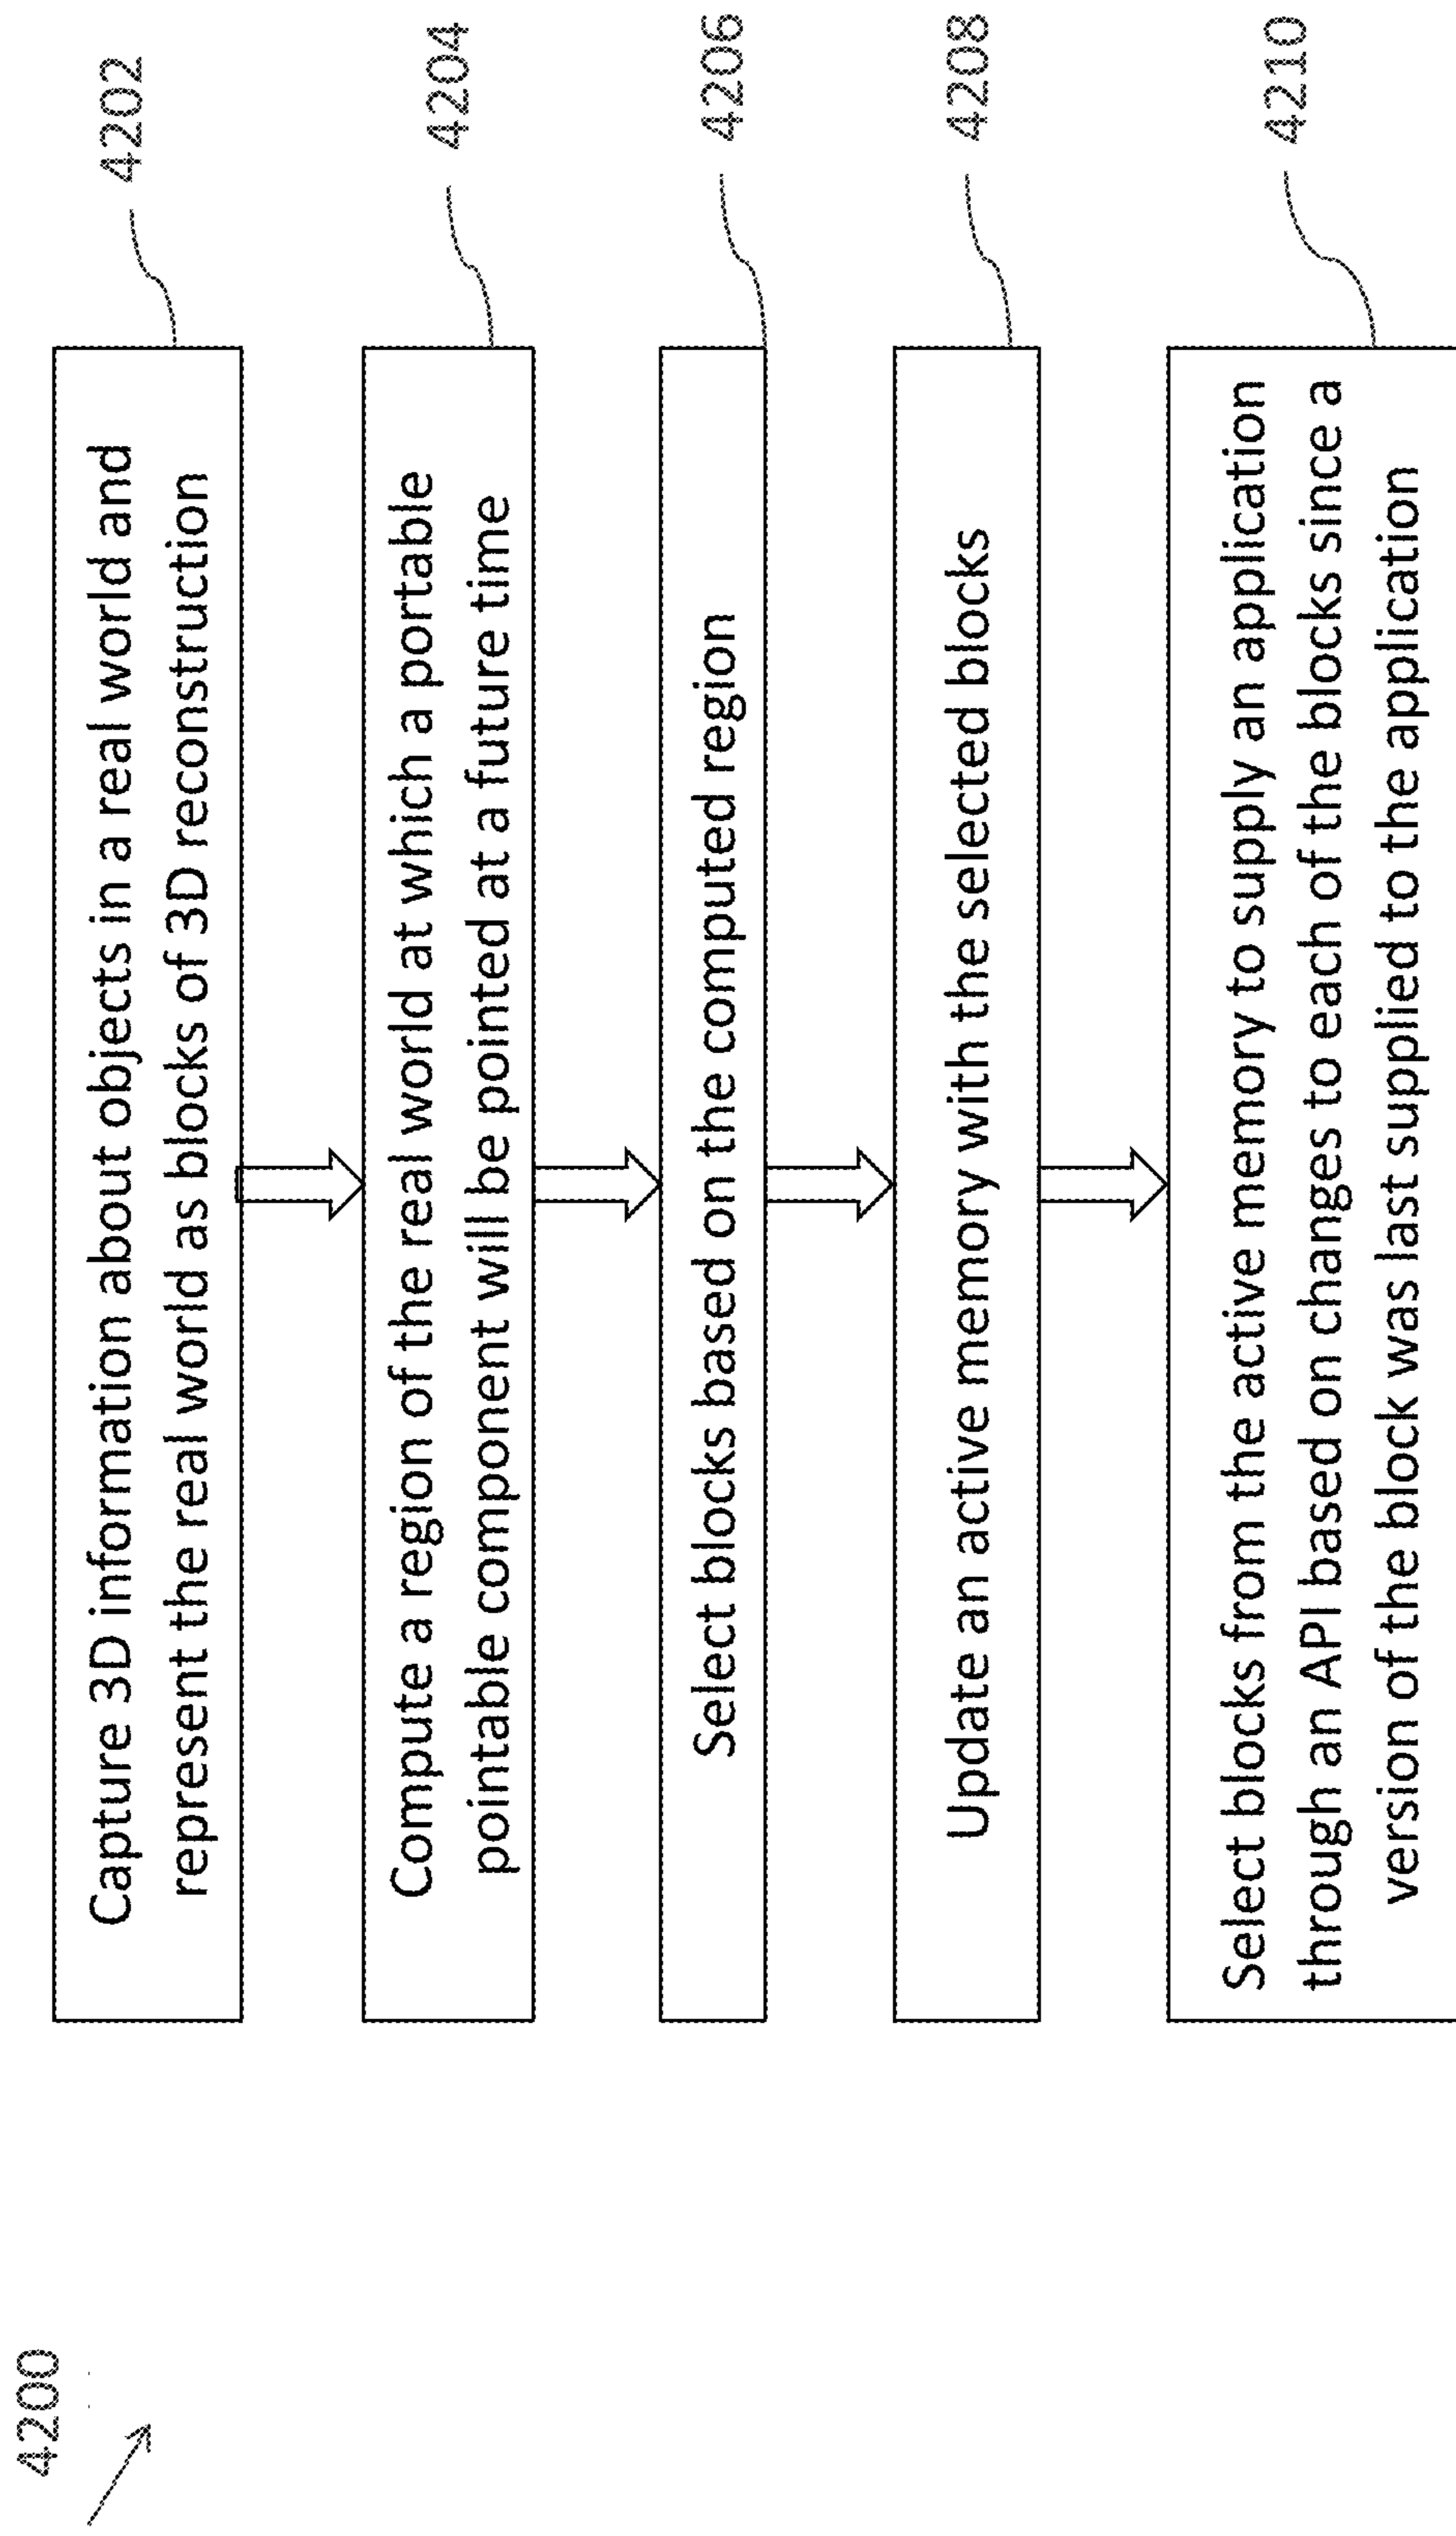 4200
Capture 3D information about objects in a real world and
represent the real world as blocks of 3D reconstruction
4202
Compute a region of the real world at which a portable
pointable component will be pointed at a future time
4204
Select blocks based on the computed region
4206
Update an active memory with the selected blocks
4208
Select blocks from the active memory to supply an application
through an API based on changes to each of the blocks since a
version of the block was last supplied to the application
4210